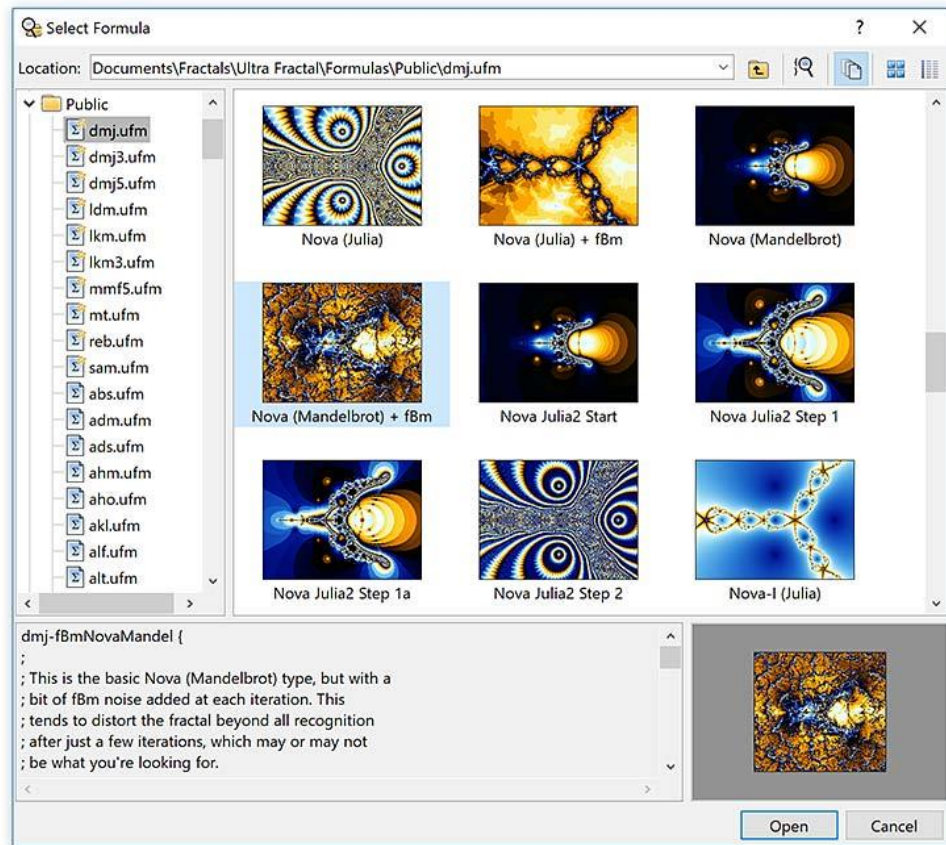 Select Formula
Location: Documents\Fractals\Ultra Fractal\Formulas\Public\dmj.ufm
Public
dmj.ufm
dmj3.ufm
dmj5.ufm
ldm.ufm
lkm.ufm
lkm3.ufm
mmf5.ufm
mt.ufm
reb.ufm
sam.ufm
abs.ufm
adm.ufm
ads.ufm
ahm.ufm
aho.ufm
akl.ufm
alf.ufm
alt.ufm
Nova (Julia)
Nova (Julia) + fBm
Nova (Mandelbrot)
Nova (Mandelbrot) + fBm
Nova Julia2 Start
Nova Julia2 Step 1
Nova Julia2 Step 1a
Nova Julia2 Step 2
Nova-I (Julia)
dmj-fBmNovaMandel {
;
; This is the basic Nova (Mandelbrot) type, but with a
; bit of fBm noise added at each iteration. This
; tends to distort the fractal beyond all recognition
; after just a few iterations, which may or may not
; be what you're looking for.
Open
Cancel